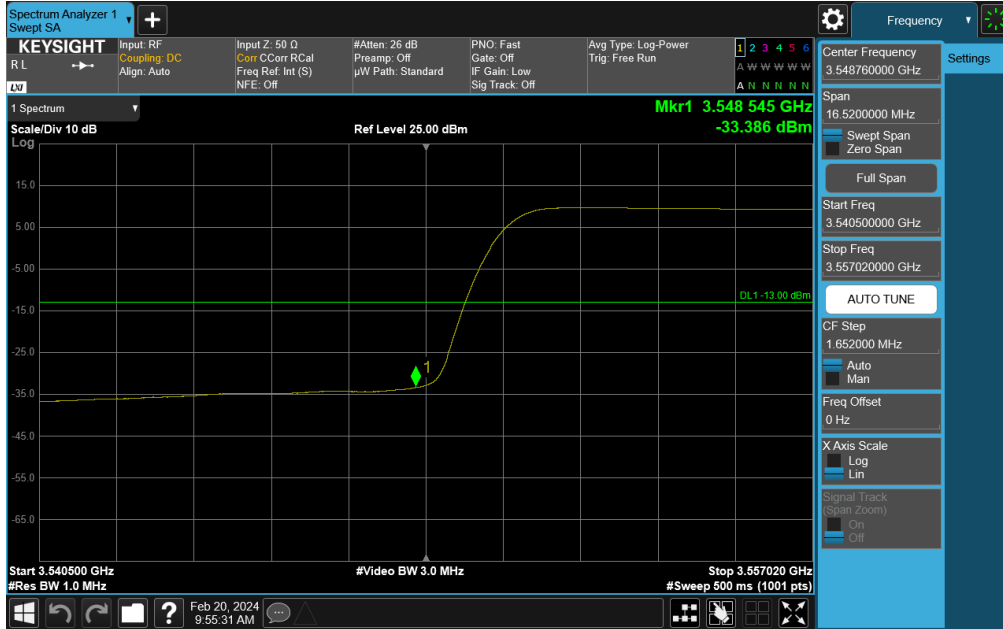 Spectrum Analyzer 1
Swept SA
+
Frequency
KEYSIGHT
R L
LXI
Input: RF
Coupling: DC
Align: Auto
Input Z: 50 Ω
Corr CCorr RCal
Freq Ref: Int (S)
NFE: Off
#Atten: 26 dB
Preamp: Off
µW Path: Standard
PNO: Fast
Gate: Off
IF Gain: Low
Sig Track: Off
Avg Type: Log-Power
Trig: Free Run
1 2 3 4 5 6
A W W W W W
A N N N N N
1 Spectrum
Scale/Div 10 dB
Log
Ref Level 25.00 dBm
Mkr1 3.548 545 GHz
-33.386 dBm
15.0
5.00
-5.00
-15.0
-25.0
-35.0
-45.0
-55.0
-65.0
DL1 -13.00 dBm
1
Start 3.540500 GHz
#Res BW 1.0 MHz
#Video BW 3.0 MHz
Stop 3.557020 GHz
#Sweep 500 ms (1001 pts)
Center Frequency
3.548760000 GHz
Settings
Span
16.5200000 MHz
Swept Span
Zero Span
Full Span
Start Freq
3.540500000 GHz
Stop Freq
3.557020000 GHz
AUTO TUNE
CF Step
1.652000 MHz
Auto
Man
Freq Offset
0 Hz
X Axis Scale
Log
Lin
Signal Track
(Span Zoom)
On
Off
?
Feb 20, 2024
9:55:31 AM